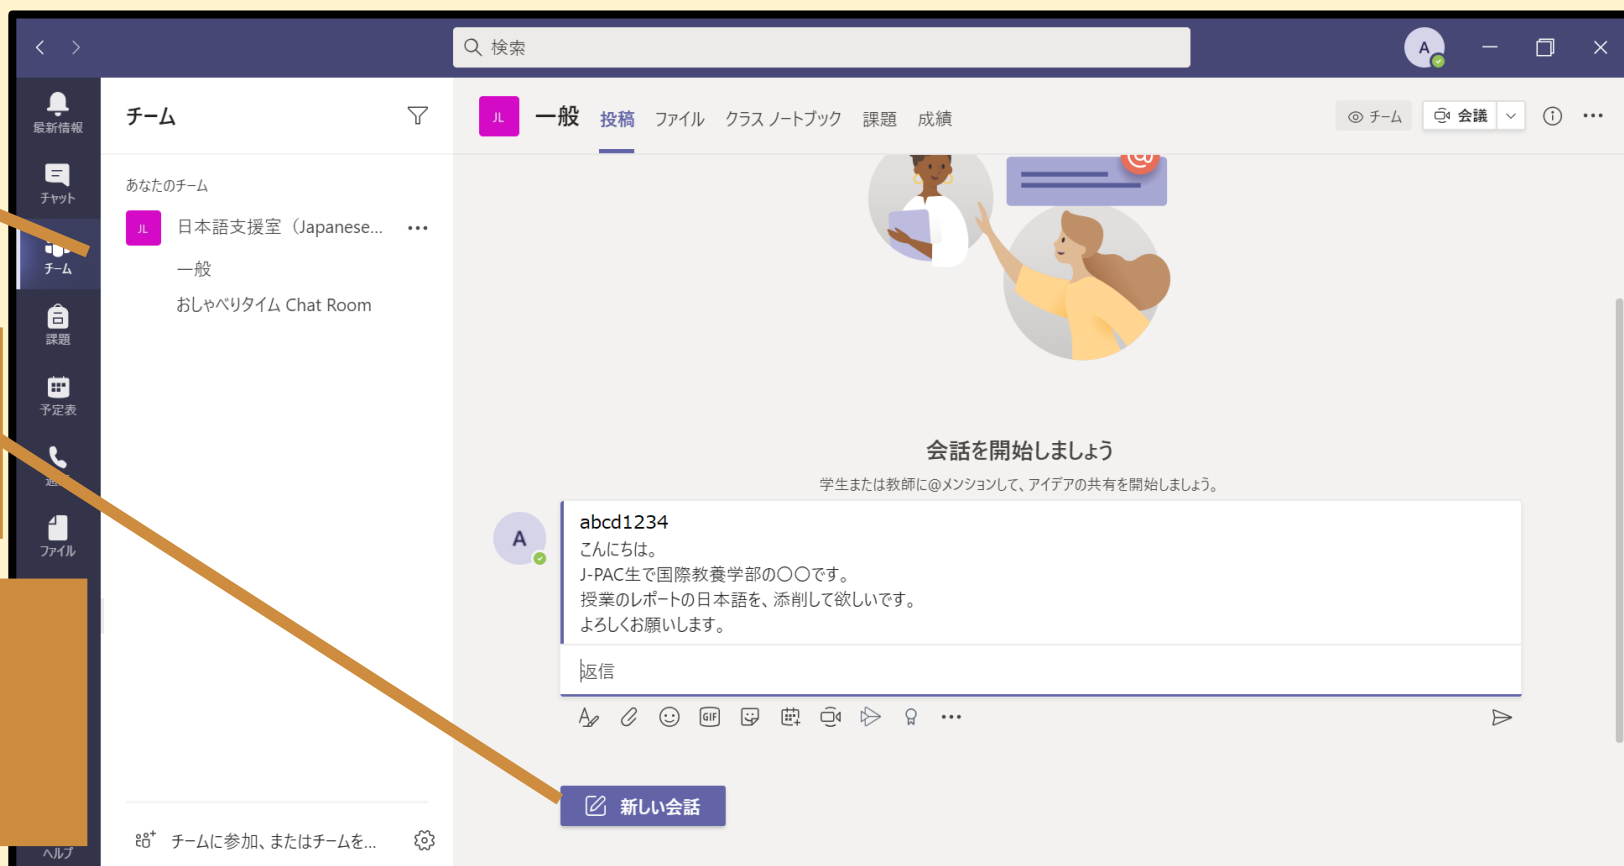 検索
A
最新情報
チャット
チーム
課題
予定表
ファイル
ヘルプ
チーム
あなたのチーム
JL
日本語支援室（Japanese...
一般
おしゃべりタイム Chat Room
チームに参加、またはチームを...
JL
一般
投稿
ファイル
クラス ノートブック
課題
成績
チーム
会議
@
会話を開始しましょう
学生または教師に@メンションして、アイデアの共有を開始しましょう。
A
abcd1234
こんにちは。
J-PAC生で国際教養学部の〇〇です。
授業のレポートの日本語を、添削して欲しいです。
よろしくお願いします。
返信
GIF
新しい会話